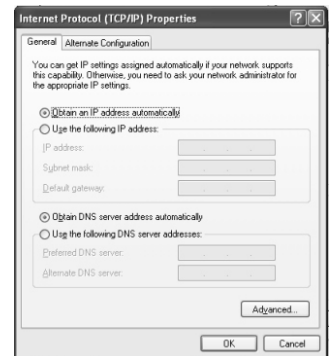 Internet Protocol (TCP/IP) Properties
General
Alternate Configuration
You can get IP settings assigned automatically if your network supports
this capability. Otherwise, you need to ask your network administrator for
the appropriate IP settings.
Obtain an IP address automatically
Use the following IP address:
IP address:
Subnet mask:
Default gateway:
Obtain DNS server address automatically
Use the following DNS server addresses:
Preferred DNS server:
Alternate DNS server:
Advanced...
OK
Cancel